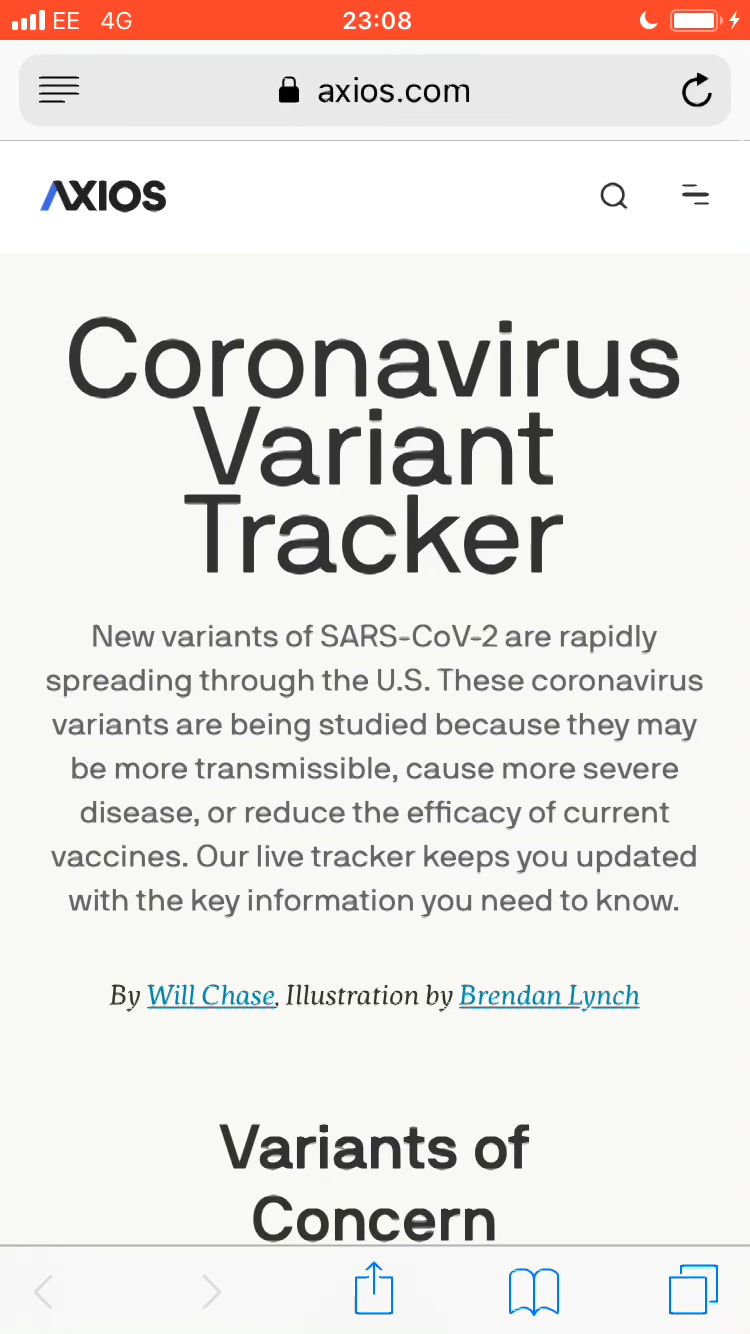 EE 4G 23:08
axios.com
AXIOS
Coronavirus
Variant
Tracker
New variants of SARS-CoV-2 are rapidly
spreading through the U.S. These coronavirus
variants are being studied because they may
be more transmissible, cause more severe
disease, or reduce the efficacy of current
vaccines. Our live tracker keeps you updated
with the key information you need to know.
By Will Chase, Illustration by Brendan Lynch
Variants of
Concern